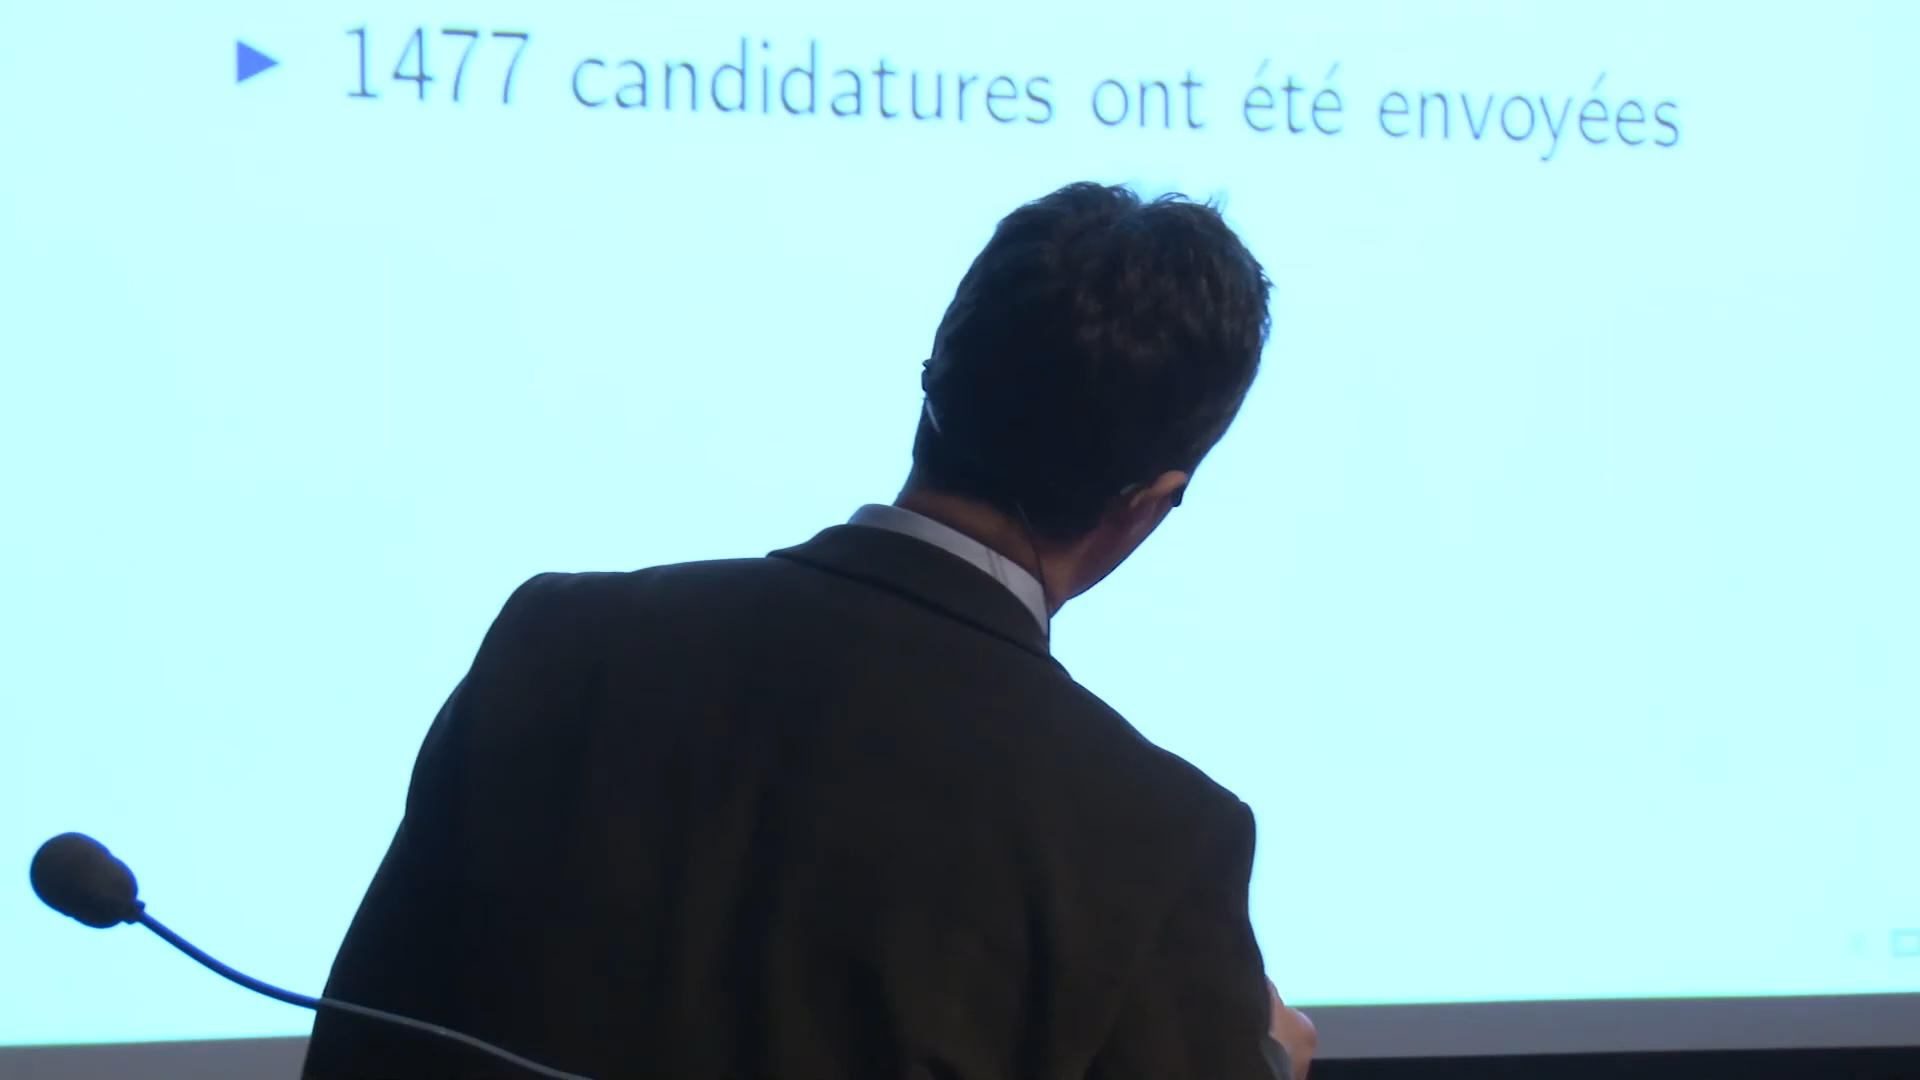 ► 1477 candidatures ont été envoyées